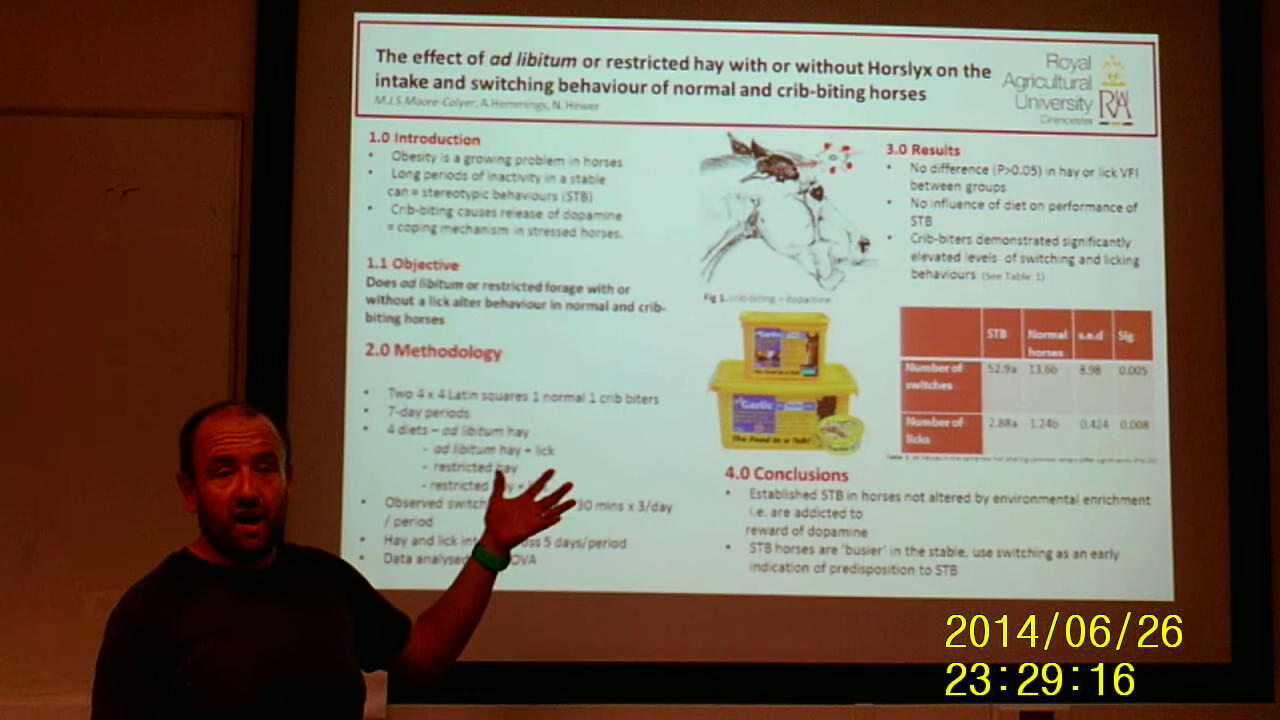 The effect of ad libitum or restricted hay with or without Horslyx on the
intake and switching behaviour of normal and crib-biting horses
M.J.S.Moore-Colyer, A.Hemmings, N. Hewer
Royal
Agricultural
University
Cirencester
1.0 Introduction
• Obesity is a growing problem in horses
• Long periods of inactivity in a stable
can = stereotypic behaviours (STB)
• Crib-biting causes release of dopamine
= coping mechanism in stressed horses.
1.1 Objective
Does ad libitum or restricted forage with or
without a lick alter behaviour in normal and crib-
biting horses
2.0 Methodology
• Two 4 x 4 Latin squares 1 normal 1 crib biters
• 7-day periods
• 4 diets – ad libitum hay
- ad libitum hay + lick
- restricted hay
- restricted
• Observed 30 mins x 3/day
/ period
• Hay and lick 5 days/period
• Data analysed
Fig 1. crib-biting = dopamine
Garlic
Garlic
The Feed in a Lick!
3.0 Results
• No difference (P>0.05) in hay or lick VFI
between groups
• No influence of diet on performance of
STB
• Crib-biters demonstrated significantly
elevated levels of switching and licking
behaviours (See Table 1)
STB Normal horses s.e.d Sig
Number of switches 52.9a 13.6b 8.98 0.005
Number of licks 2.88a 1.24b 0.424 0.008
4.0 Conclusions
• Established STB in horses not altered by environmental enrichment
i.e. are addicted to
reward of dopamine
• STB horses are 'busier' in the stable, use switching as an early
indication of predisposition to STB
2014/06/26
23:29:16